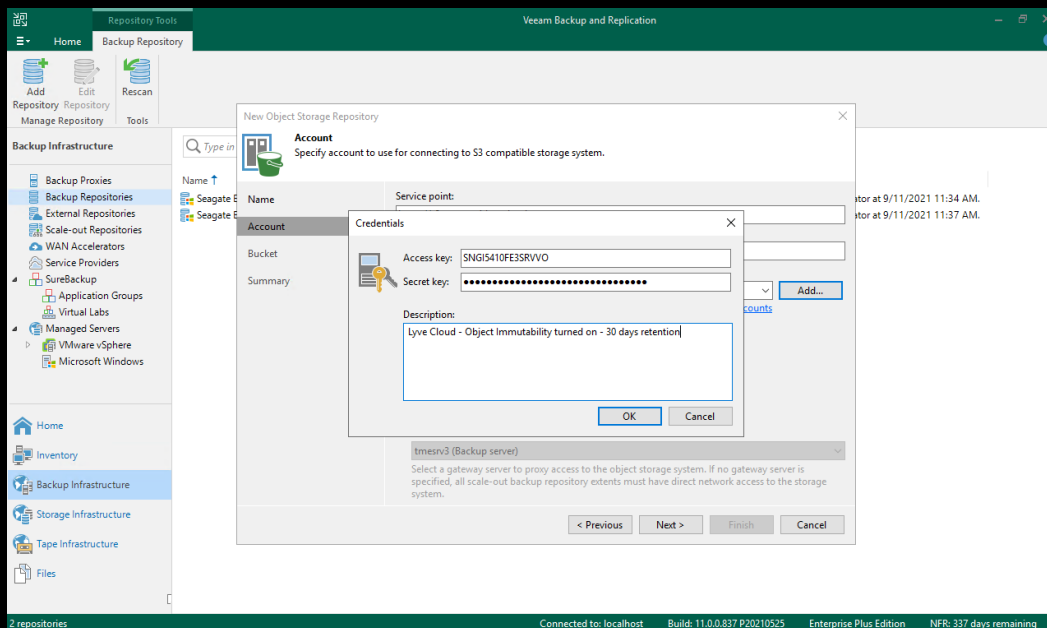 Repository Tools
Veeam Backup and Replication
Home
Backup Repository
Add Repository
Edit Repository
Rescan
Manage Repository
Tools
Backup Infrastructure
Backup Proxies
Backup Repositories
External Repositories
Scale-out Repositories
WAN Accelerators
Service Providers
SureBackup
Application Groups
Virtual Labs
Managed Servers
VMware vSphere
Microsoft Windows
Home
Inventory
Backup Infrastructure
Storage Infrastructure
Tape Infrastructure
Files
Type in
Name
Seagate
Seagate
ator at 9/11/2021 11:34 AM.
ator at 9/11/2021 11:37 AM.
New Object Storage Repository
Account
Specify account to use for connecting to S3 compatible storage system.
Name
Account
Bucket
Summary
Service point:
Add...
counts
Credentials
Access key:
SNGI5410FE3SRVVO
Secret key:
Description:
Lyve Cloud - Object Immutability turned on - 30 days retention
OK
Cancel
tmesrv3 (Backup server)
Select a gateway server to proxy access to the object storage system. If no gateway server is
specified, all scale-out backup repository extents must have direct network access to the storage
system.
< Previous
Next >
Finish
Cancel
2 repositories
Connected to: localhost
Build: 11.0.0.837 P20210525
Enterprise Plus Edition
NFR: 337 days remaining